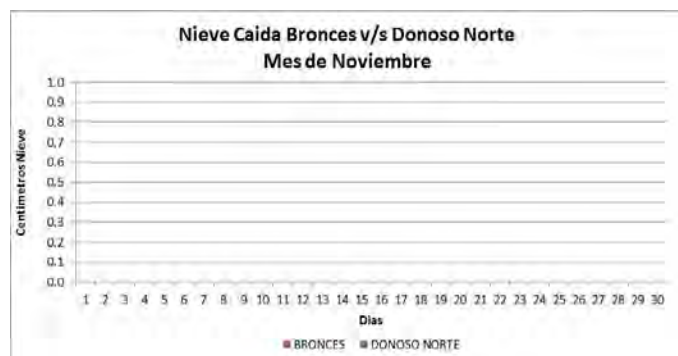 Nieve Caida Bronces v/s Donoso Norte
Mes de Noviembre
Centimetros Nieve
1.0
0.9
0.8
0.7
0.6
0.5
0.4
0.3
0.2
0.1
0.0
1 2 3 4 5 6 7 8 9 10 11 12 13 14 15 16 17 18 19 20 21 22 23 24 25 26 27 28 29 30
Dias
BRONCES DONOSO NORTE